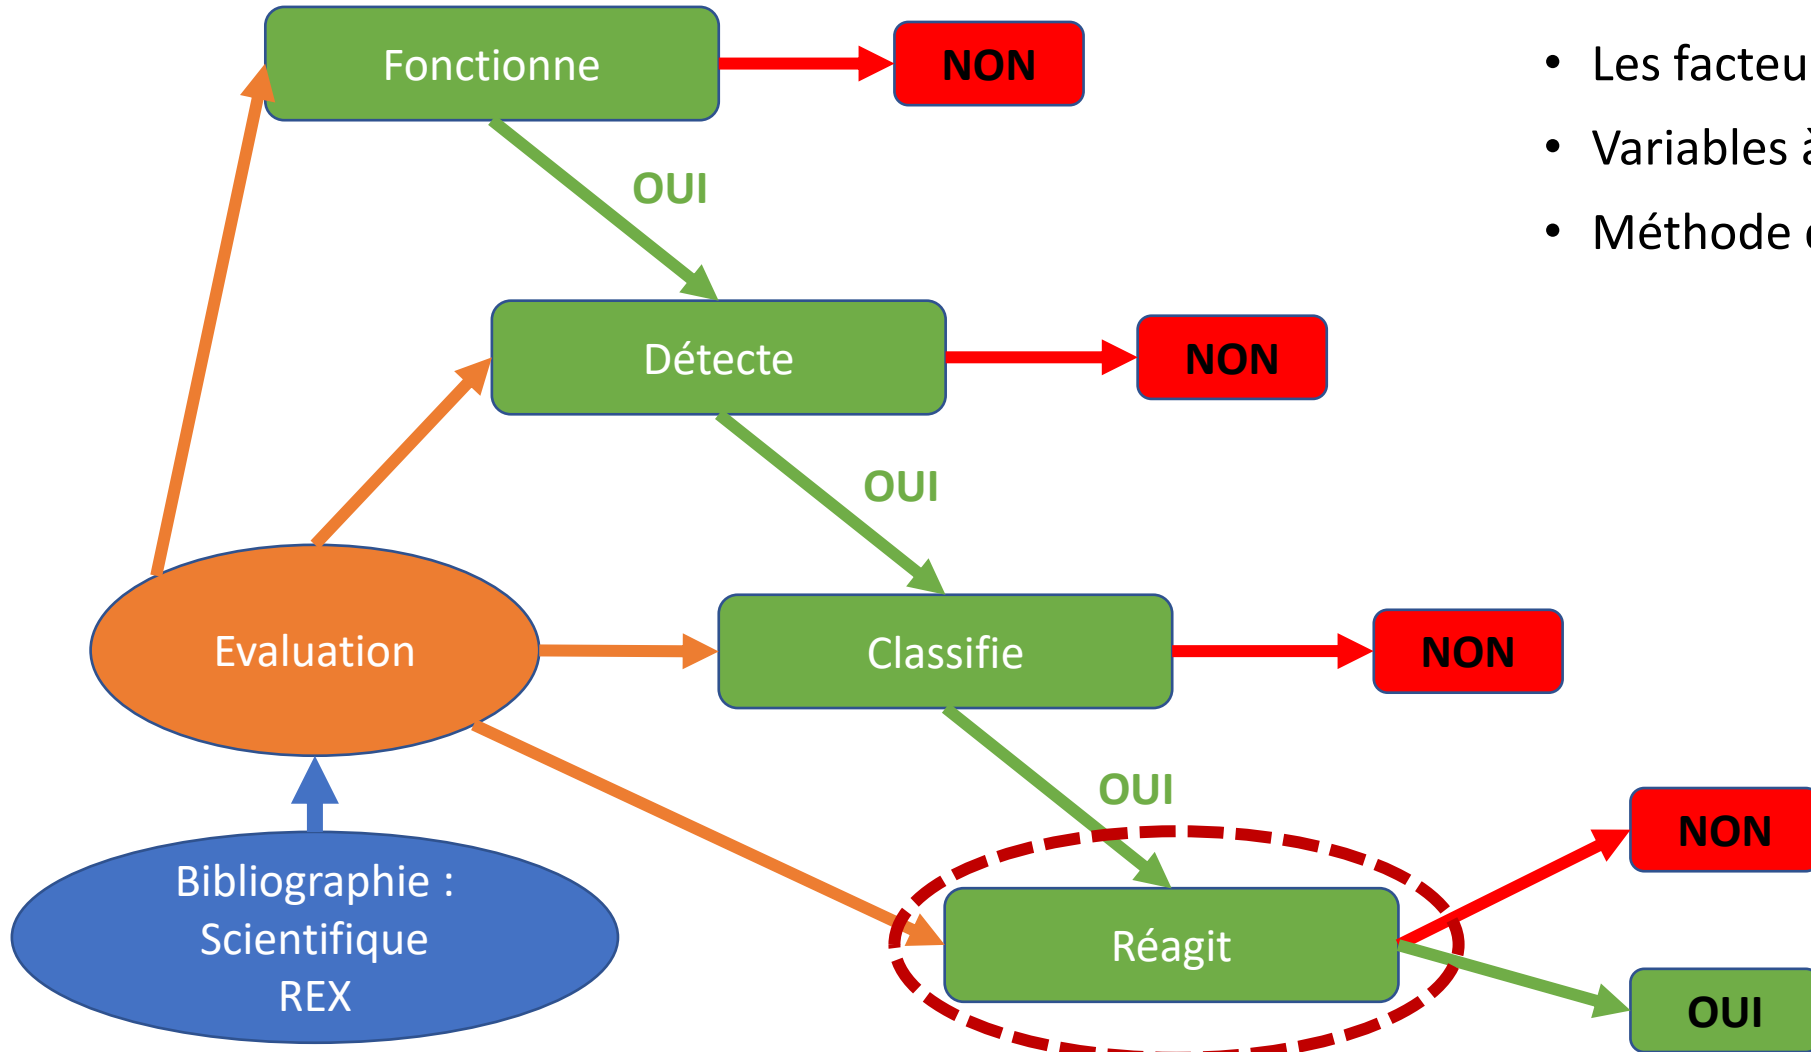 Fonctionne
NON
• Les facteu
• Variables à
• Méthode
OUI
Détecte
NON
OUI
Evaluation
Classifie
NON
OUI
NON
Bibliographie :
Scientifique
REX
Réagit
OUI